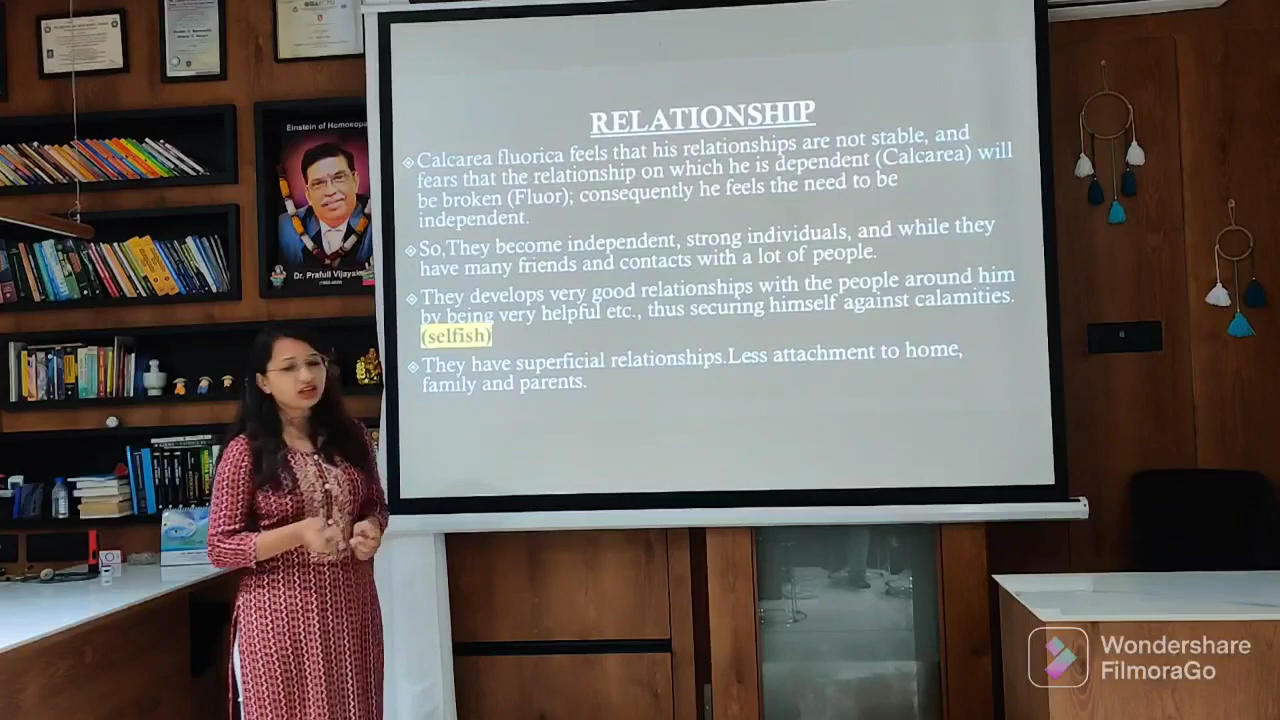 Einstein of Homoeopa
Dr. Prafull Vijayak
RELATIONSHIP
Calcarea fluorica feels that his relationships are not stable, and
fears that the relationship on which he is dependent (Calcarea) will
be broken (Fluor); consequently he feels the need to be
independent.
So,They become independent, strong individuals, and while they
have many friends and contacts with a lot of people.
They develops very good relationships with the people around him
by being very helpful etc., thus securing himself against calamities.
(selfish)
They have superficial relationships.Less attachment to home,
family and parents.
Wondershare
FilmoraGo